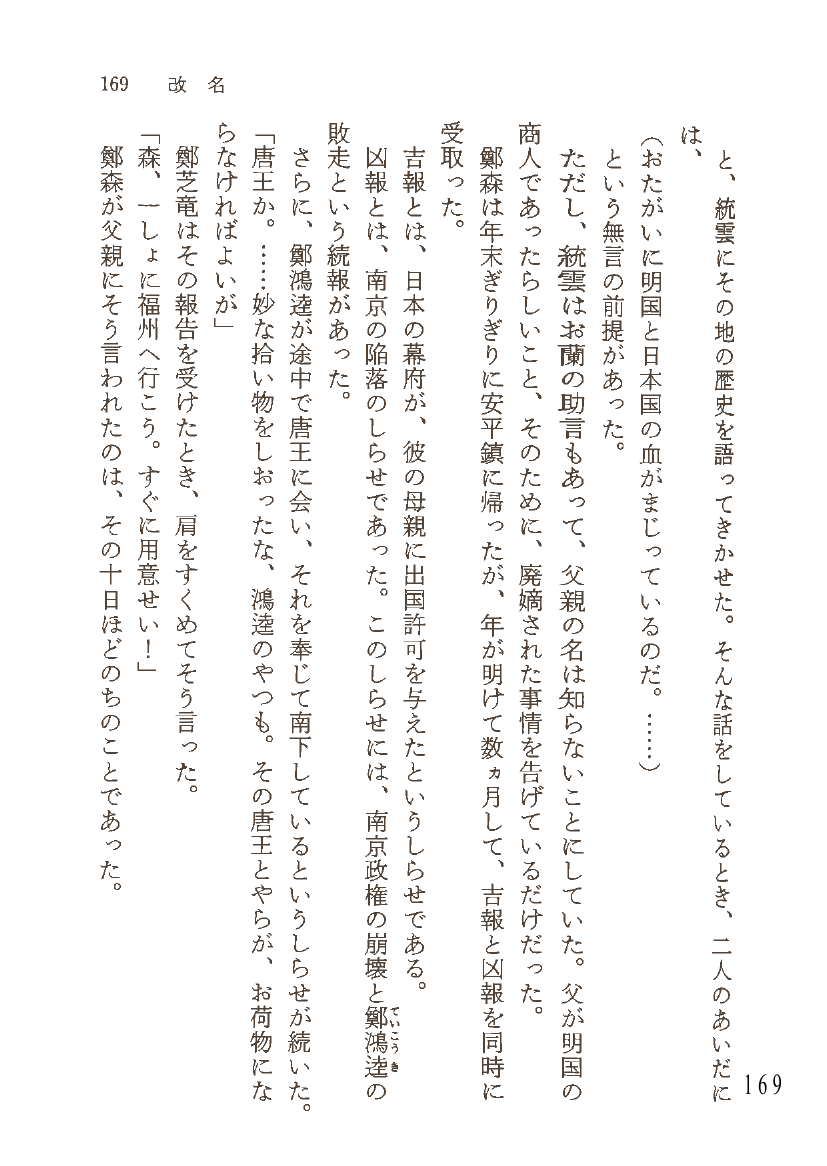 169　改　名
　と、統雲にその地の歴史を語ってきかせた。そんな話をしているとき、二人のあいだに
は、
（おたがいに明国と日本国の血がまじっているのだ。……）
　という無言の前提があった。
　ただし、統雲はお蘭の助言もあって、父親の名は知らないことにしていた。父が明国の
商人であったらしいこと、そのために、廃嫡された事情を告げているだけだった。
　鄭森は年末ぎりぎりに安平鎮に帰ったが、年が明けて数ヵ月して、吉報と凶報を同時に
受取った。
　吉報とは、日本の幕府が、彼の母親に出国許可を与えたというしらせである。
　凶報とは、南京の陥落のしらせであった。このしらせには、南京政権の崩壊と鄭鴻逵の
ていこうき
敗走という続報があった。
　さらに、鄭鴻逵が途中で唐王に会い、それを奉じて南下しているというしらせが続いた。
「唐王か。……妙な拾い物をしおったな、鴻逵のやつも。その唐王とやらが、お荷物にな
らなければよいが」
　鄭芝竜はその報告を受けたとき、肩をすくめてそう言った。
「森、一しょに福州へ行こう。すぐに用意せい！」
　鄭森が父親にそう言われたのは、その十日ほどのちのことであった。
169